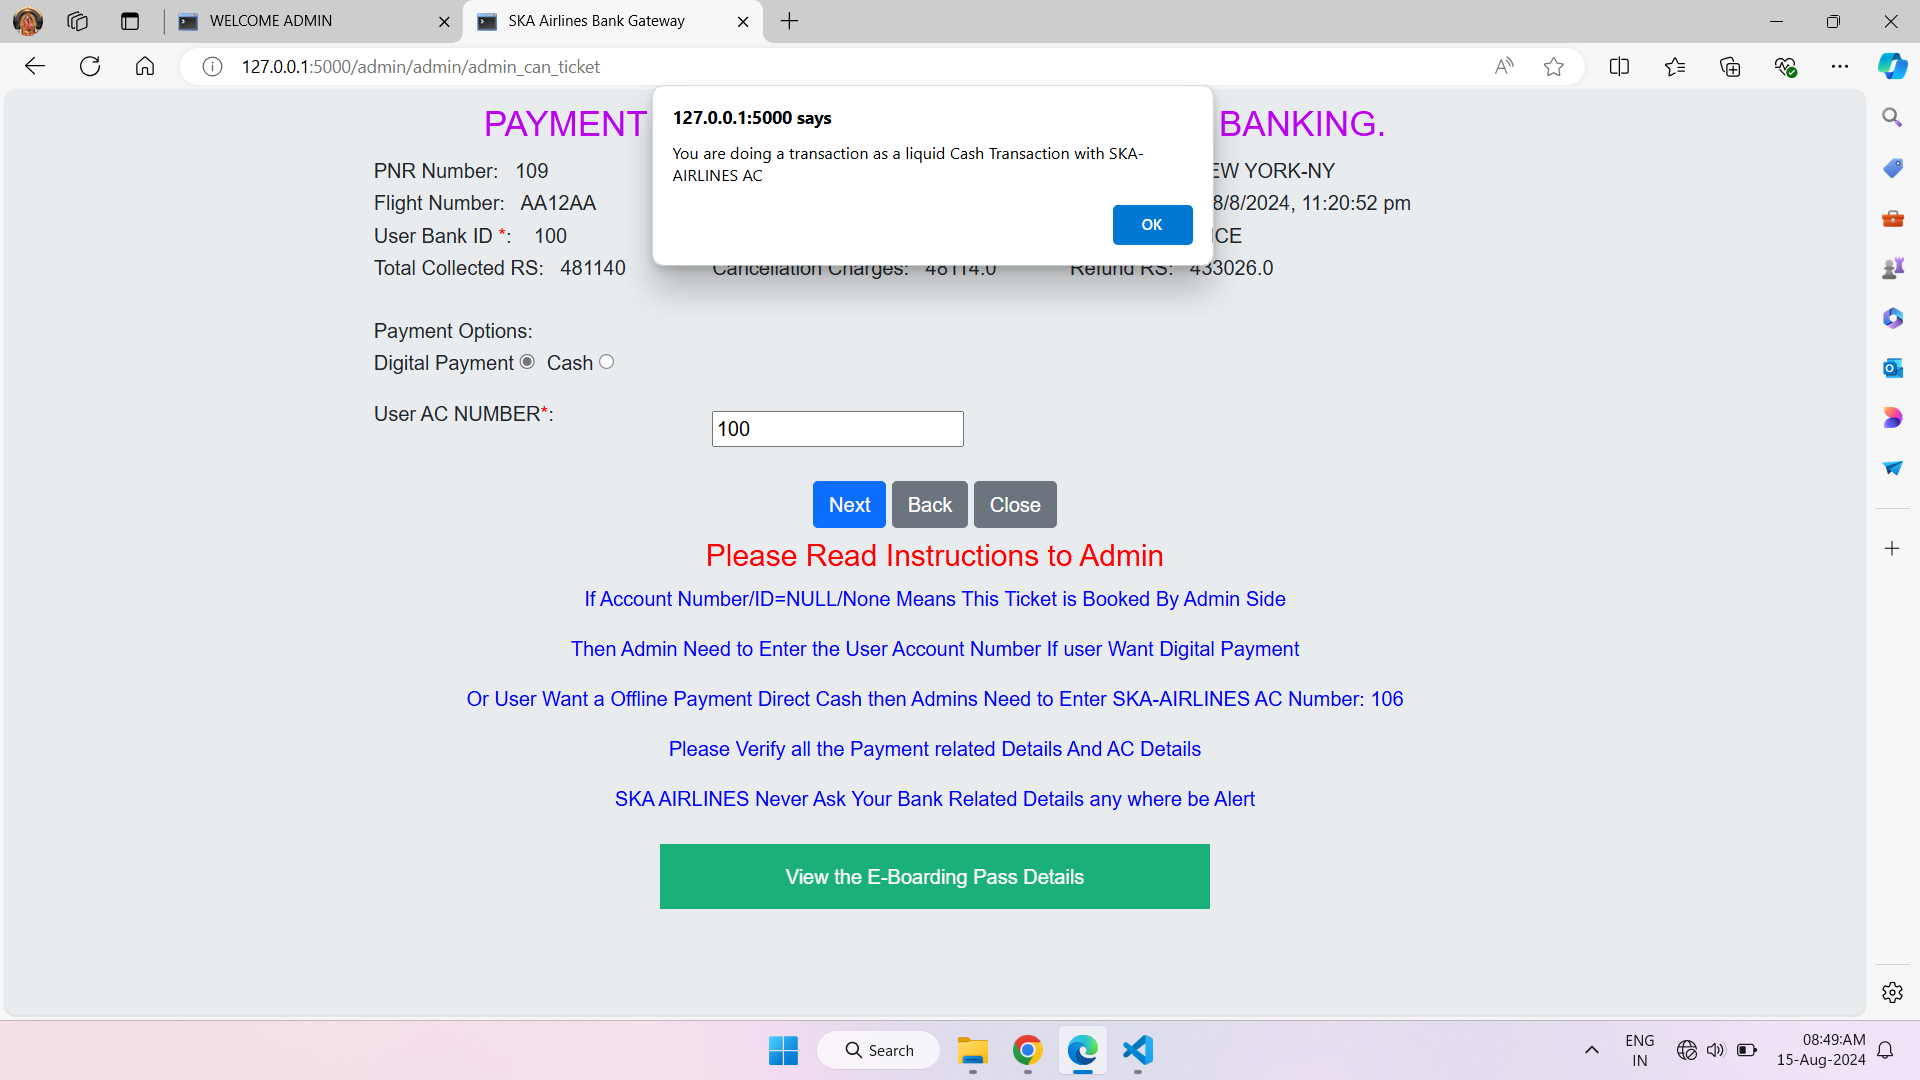 WELCOME ADMIN
SKA Airlines Bank Gateway
127.0.0.1:5000/admin/admin/admin_can_ticket
127.0.0.1:5000 says
You are doing a transaction as a liquid Cash Transaction with SKA-
AIRLINES AC
OK
PAYMENT BANKING.
PNR Number: 109 EW YORK-NY
Flight Number: AA12AA 8/8/2024, 11:20:52 pm
User Bank ID *: 100 ICE
Total Collected RS: 481140 Cancellation Charges: 48114.0 Refund RS: 433026.0
Payment Options:
Digital Payment Cash
User AC NUMBER*: 100
Next Back Close
Please Read Instructions to Admin
If Account Number/ID=NULL/None Means This Ticket is Booked By Admin Side
Then Admin Need to Enter the User Account Number If user Want Digital Payment
Or User Want a Offline Payment Direct Cash then Admins Need to Enter SKA-AIRLINES AC Number: 106
Please Verify all the Payment related Details And AC Details
SKA AIRLINES Never Ask Your Bank Related Details any where be Alert
View the E-Boarding Pass Details
Search
ENG
IN
08:49:AM
15-Aug-2024